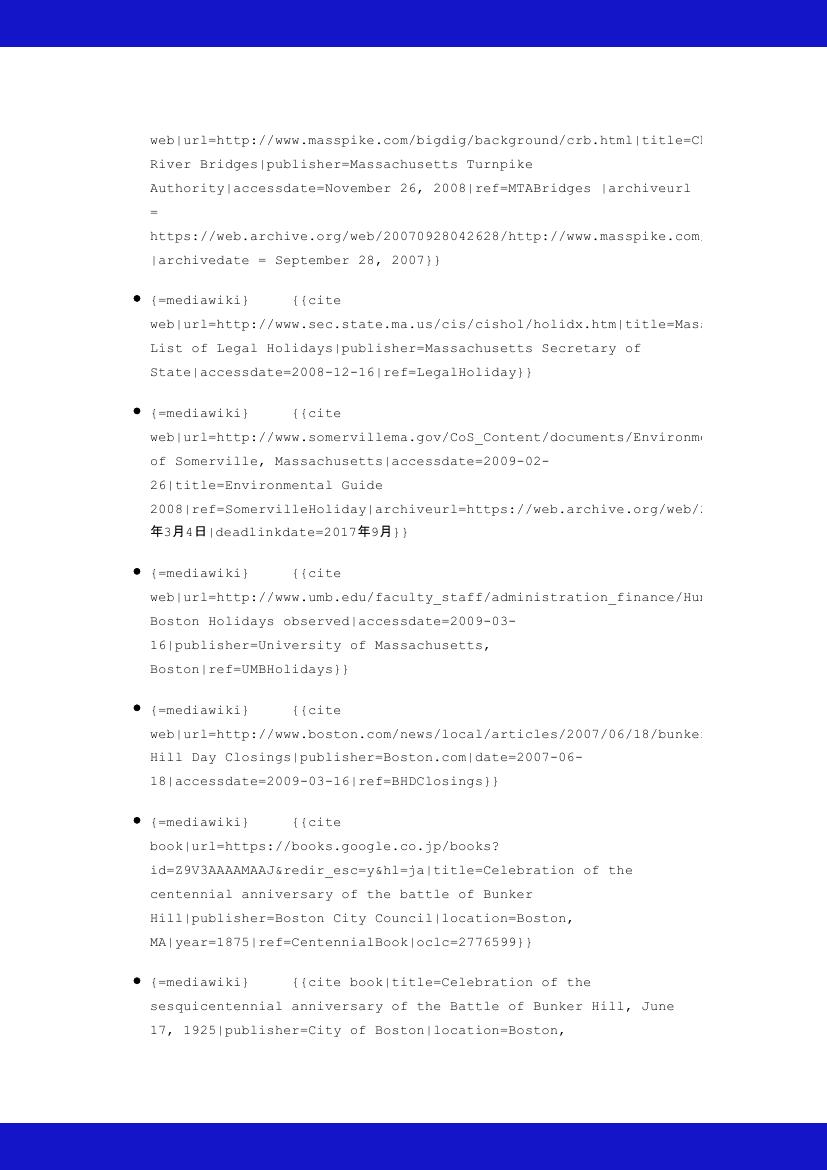 web|url=http://www.masspike.com/bigdig/background/crb.html|title=Ch
River Bridges|publisher=Massachusetts Turnpike
Authority|accessdate=November 26, 2008|ref=MTABridges |archiveurl
=
https://web.archive.org/web/20070928042628/http://www.masspike.com
|archivedate = September 28, 2007}}
• {=mediawiki} {{cite
web|url=http://www.sec.state.ma.us/cis/cishol/holidx.htm|title=Mass
List of Legal Holidays|publisher=Massachusetts Secretary of
State|accessdate=2008-12-16|ref=LegalHoliday}}
• {=mediawiki} {{cite
web|url=http://www.somervillema.gov/CoS_Content/documents/Environme
of Somerville, Massachusetts|accessdate=2009-02-
26|title=Environmental Guide
2008|ref=SomervilleHoliday|archiveurl=https://web.archive.org/web/
年3月4日|deadlinkdate=2017年9月}}
• {=mediawiki} {{cite
web|url=http://www.umb.edu/faculty_staff/administration_finance/Hum
Boston Holidays observed|accessdate=2009-03-
16|publisher=University of Massachusetts,
Boston|ref=UMBHolidays}}
• {=mediawiki} {{cite
web|url=http://www.boston.com/news/local/articles/2007/06/18/bunker
Hill Day Closings|publisher=Boston.com|date=2007-06-
18|accessdate=2009-03-16|ref=BHDClosings}}
• {=mediawiki} {{cite
book|url=https://books.google.co.jp/books?
id=Z9V3AAAAMAAJ&redir_esc=y&hl=ja|title=Celebration of the
centennial anniversary of the battle of Bunker
Hill|publisher=Boston City Council|location=Boston,
MA|year=1875|ref=CentennialBook|oclc=2776599}}
• {=mediawiki} {{cite book|title=Celebration of the
sesquicentennial anniversary of the Battle of Bunker Hill, June
17, 1925|publisher=City of Boston|location=Boston,